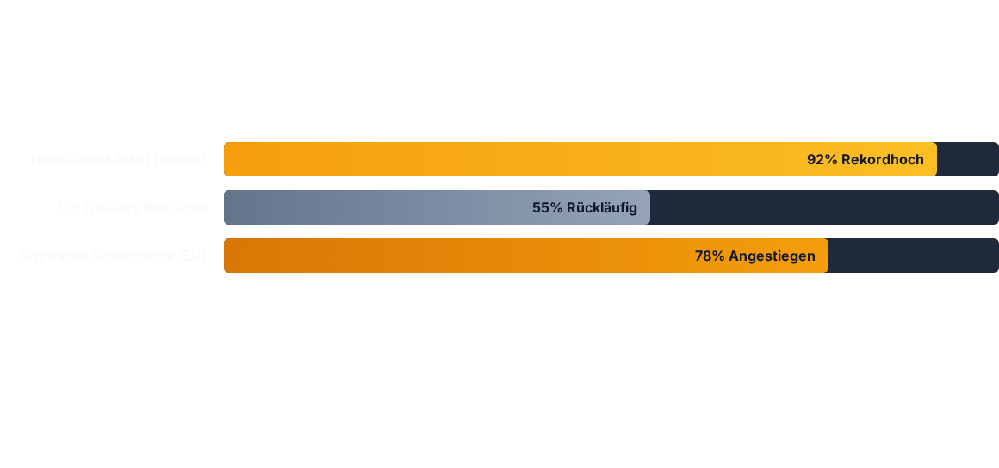 Netto-Goldkäufe (Tonnen)
92% Rekordhoch
US-Treasury Bestände
55% Rückläufig
Physische Goldimporte (EU)
78% Angestiegen